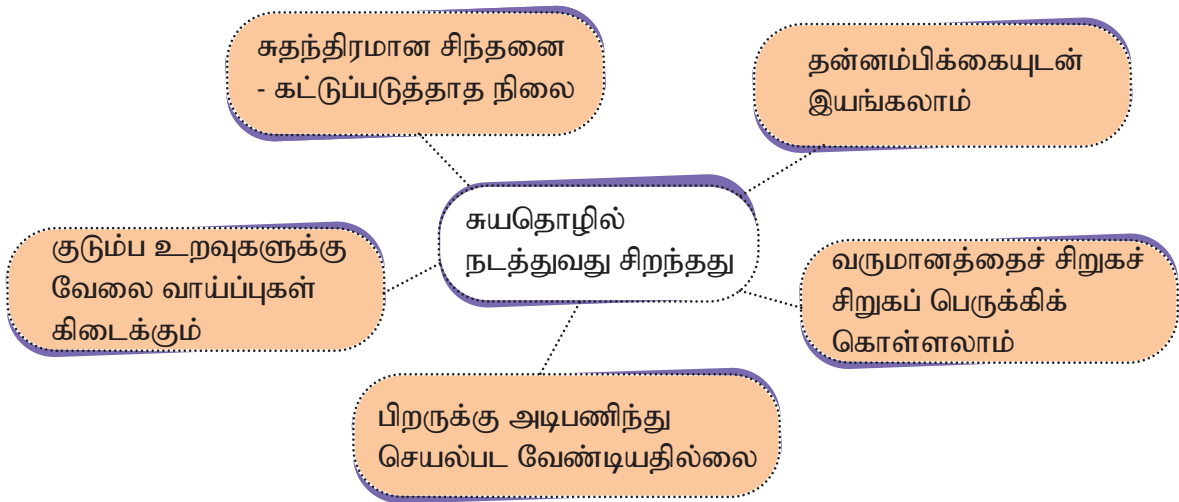 சுதந்திரமான சிந்தனை
- கட்டுப்படுத்தாத நிலை
தன்னம்பிக்கையுடன்
இயங்கலாம்
சுயதொழில்
நடத்துவது சிறந்தது
குடும்ப உறவுகளுக்கு
வேலை வாய்ப்புகள்
கிடைக்கும்
வருமானத்தைச் சிறுகச்
சிறுகப் பெருக்கிக்
கொள்ளலாம்
பிறருக்கு அடிபணிந்து
செயல்பட வேண்டியதில்லை